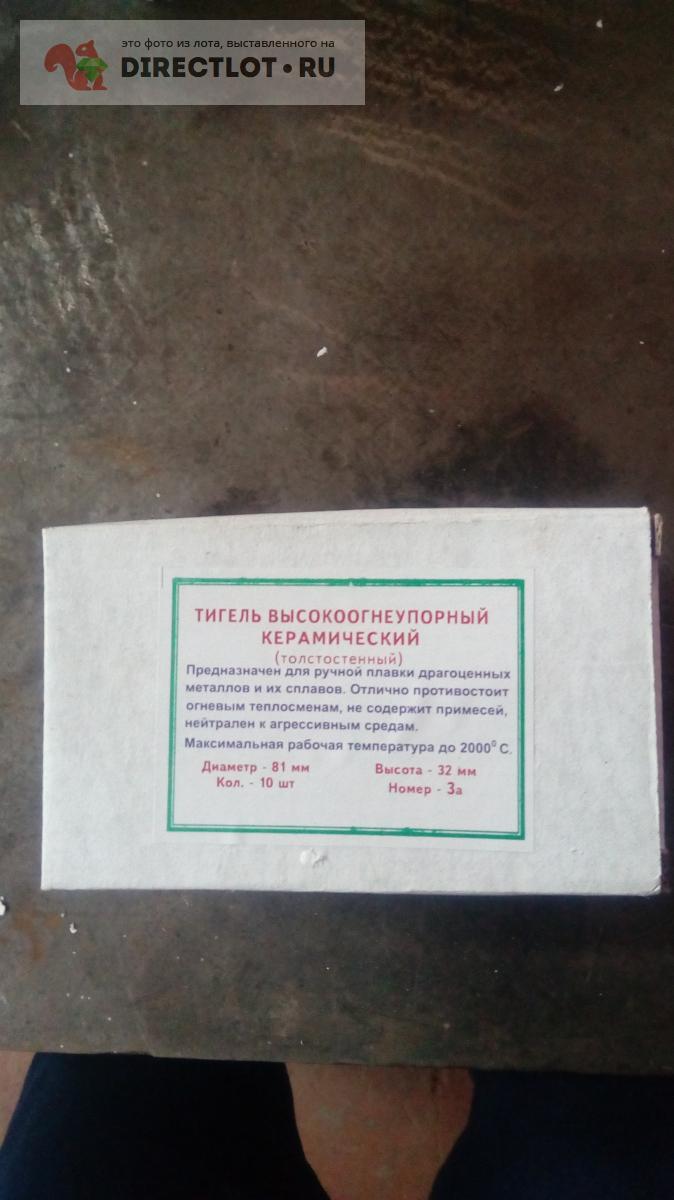 это фото из лота, выставленного на
DIRECTLOT•RU
ТИГЕЛЬ ВЫСОКООГНЕУПОРНЫЙ
КЕРАМИЧЕСКИЙ
(толстостенный)
Предназначен для ручной плавки драгоценных
металлов и их сплавов. Отлично противостоит
огневым теплосменам, не содержит примесей,
нейтрален к агрессивным средам.
Максимальная рабочая температура до 2000⁰ С.
Диаметр - 81 мм Высота - 32 мм
Кол. - 10 шт Номер - 3а